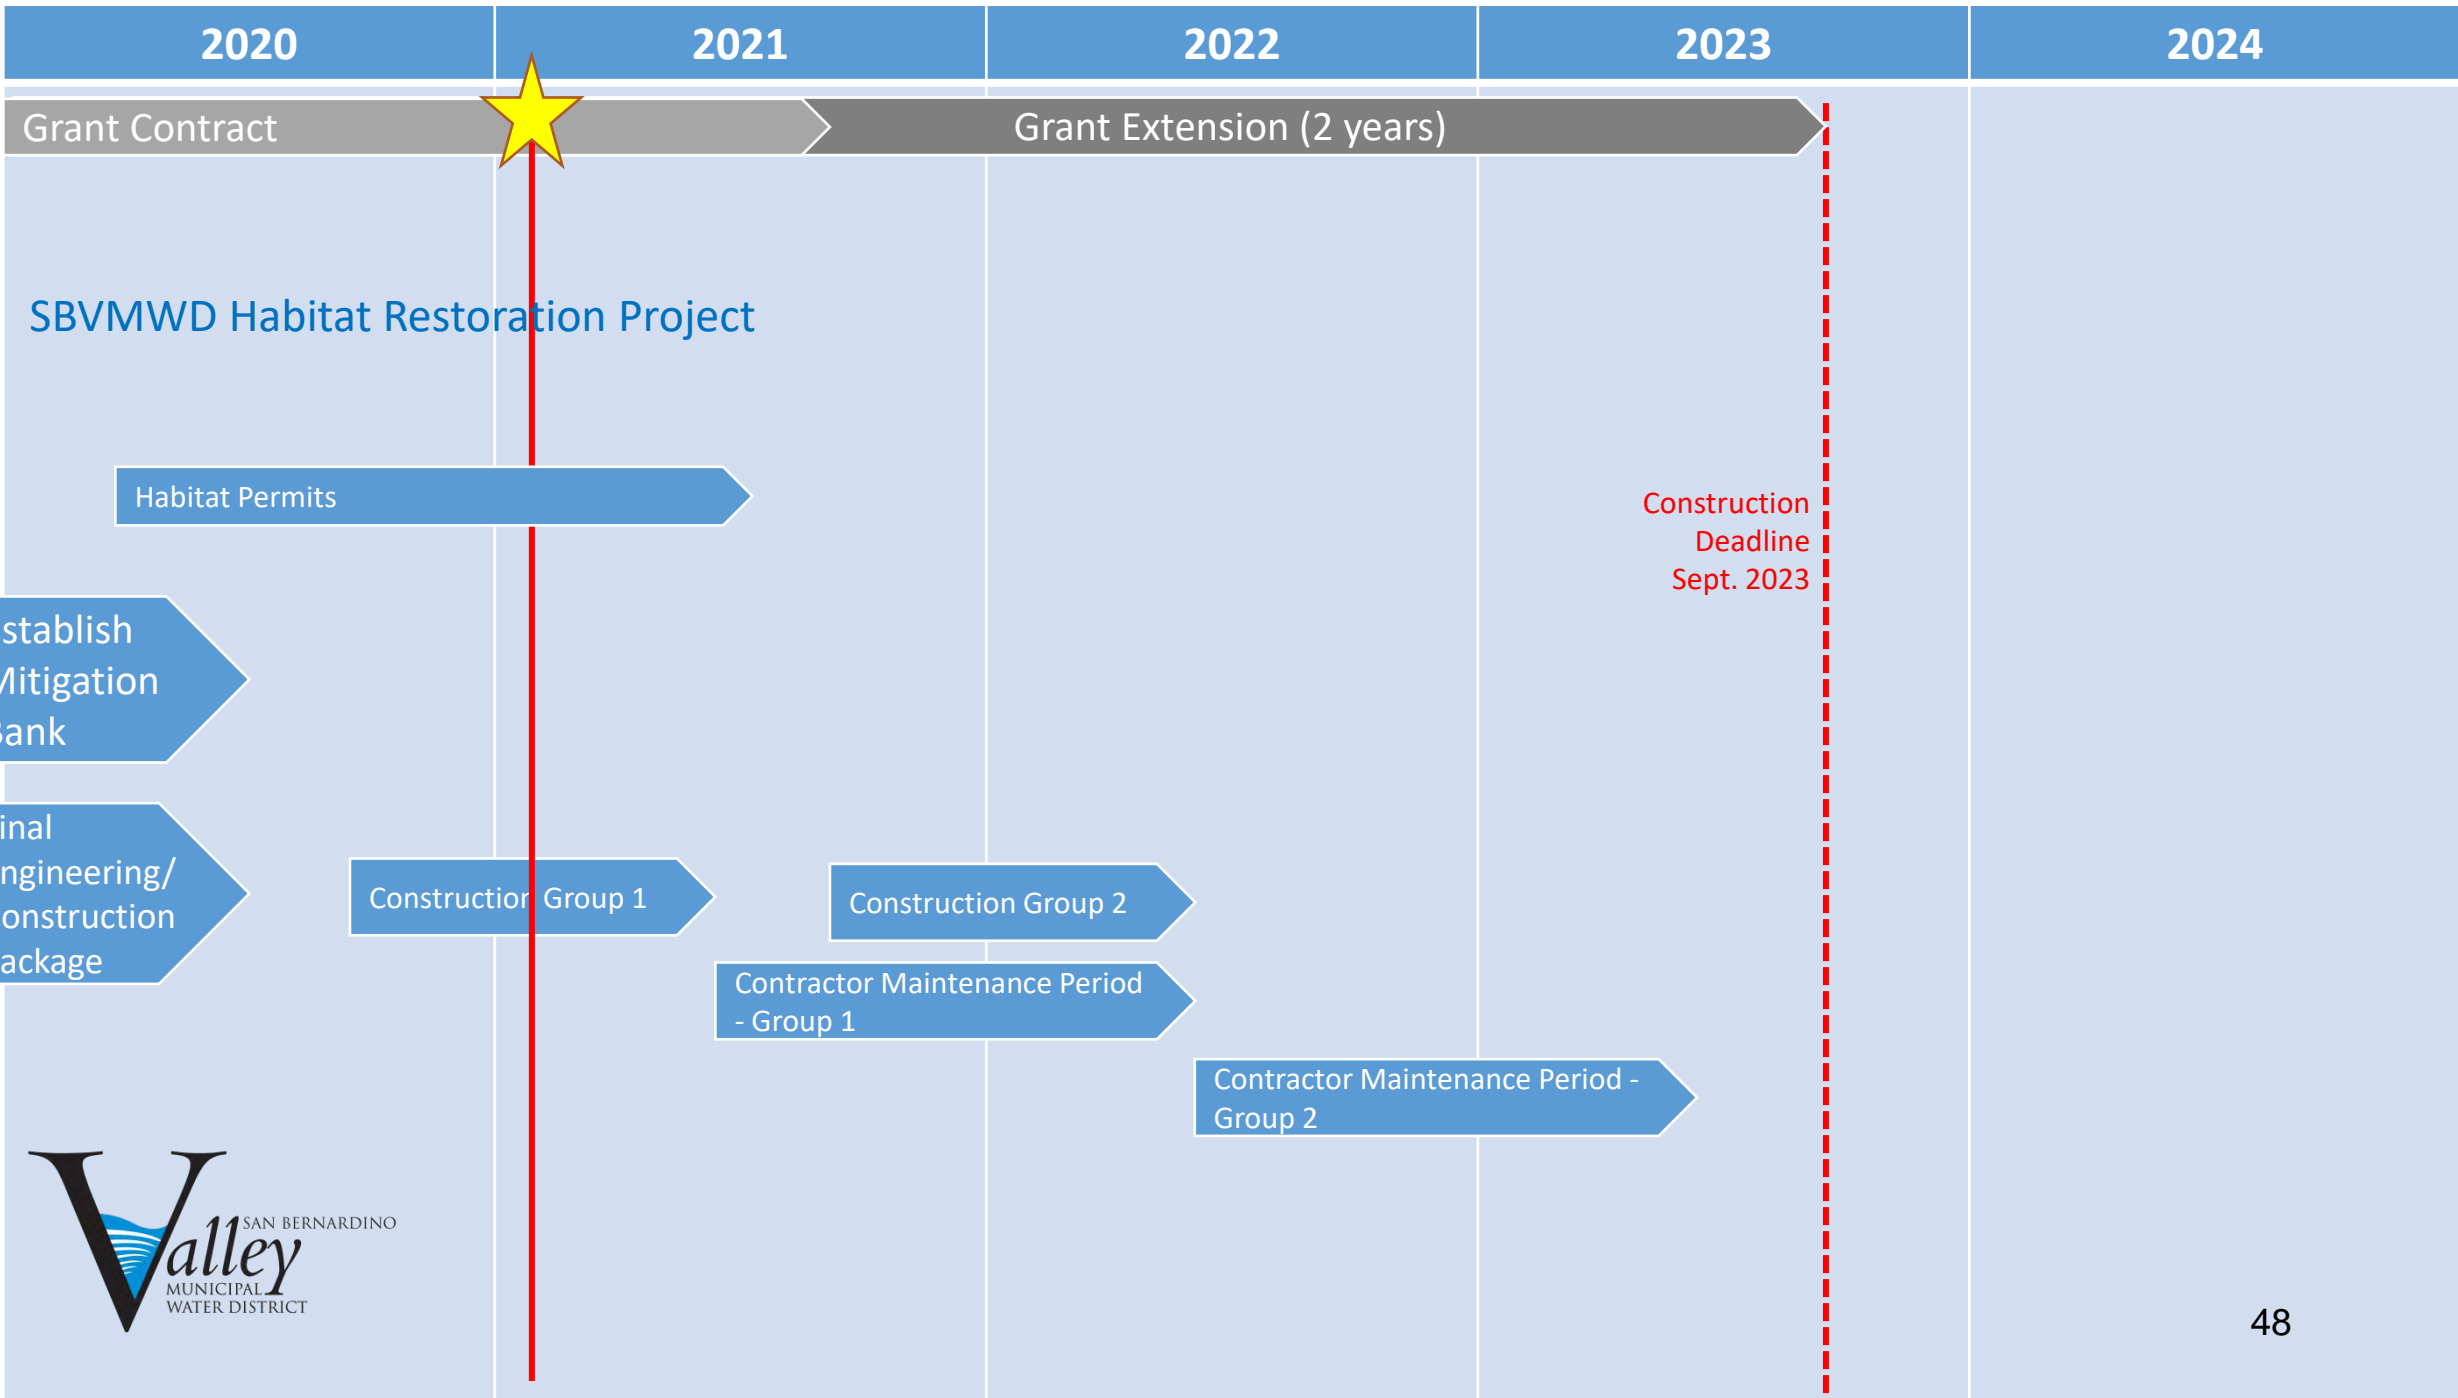 2020
2021
2022
2023
2024
Grant Contract
Grant Extension (2 years)
SBVMWD Habitat Restoration Project
Habitat Permits
Construction
Deadline
Sept. 2023
stablish
Mitigation
Bank
inal
ngineering/
onstruction
ackage
Construction Group 1
Construction Group 2
Contractor Maintenance Period
- Group 1
Contractor Maintenance Period -
Group 2
SAN BERNARDINO
Valley
MUNICIPAL
WATER DISTRICT
48